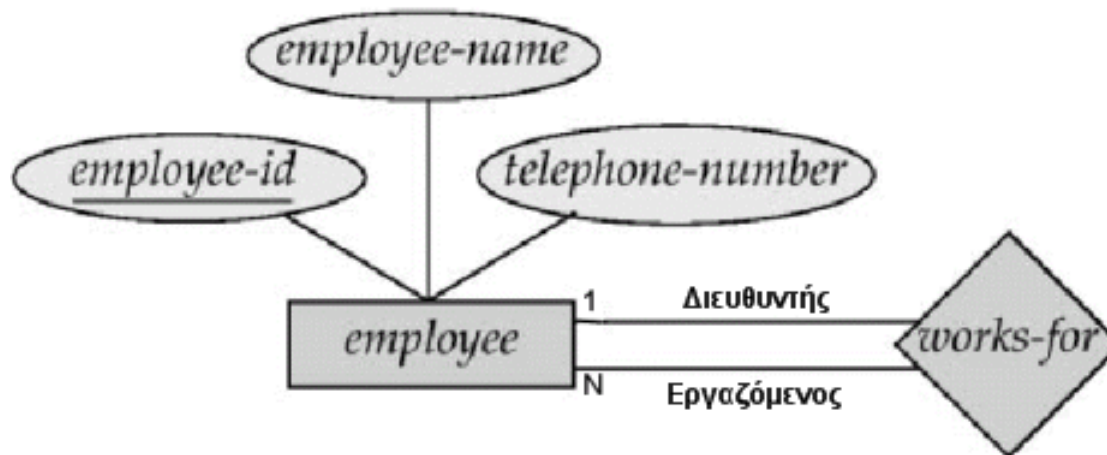 employee-name
employee-id
telephone-number
employee
1
Διευθυντής
works-for
N
Εργαζόμενος